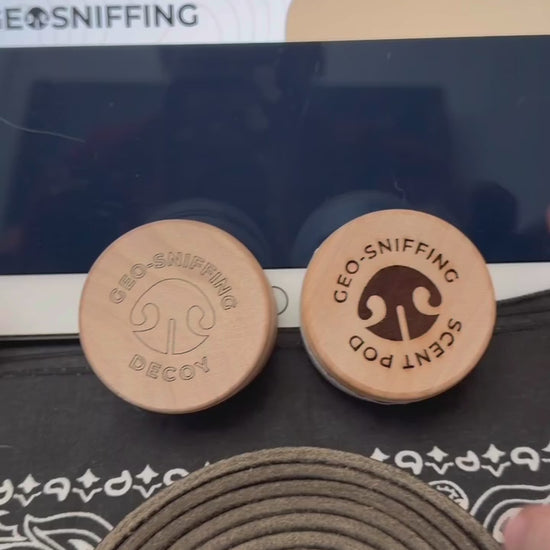 GEOSNIFFING
GEO-SNIFFING
DECOY
GEO-SNIFFING
SCENT POD